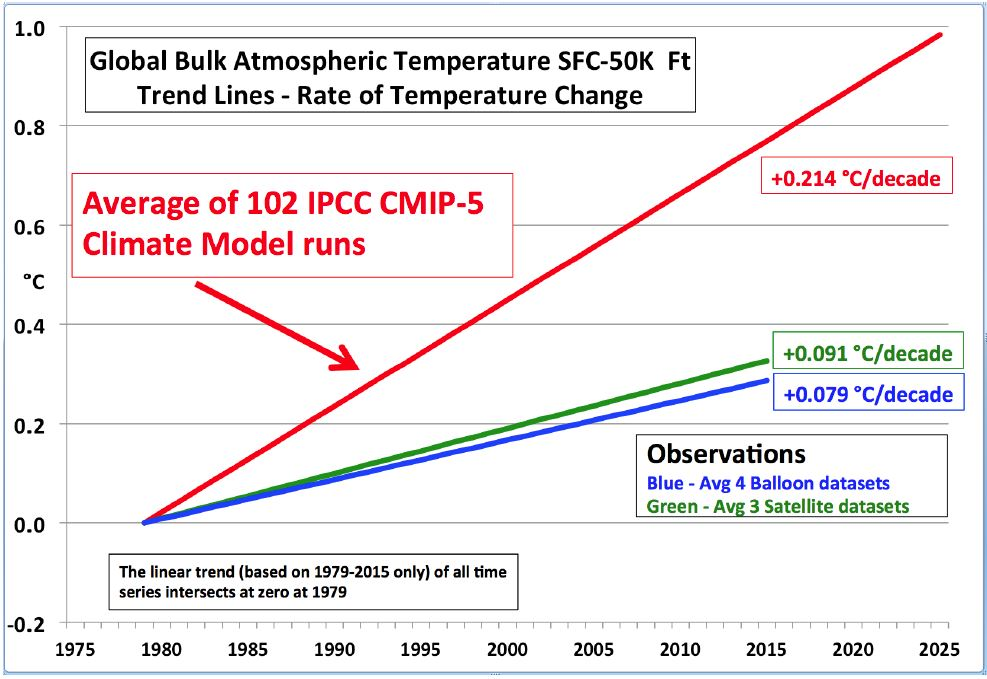 1.0
Global Bulk Atmospheric Temperature SFC-50K Ft
Trend Lines - Rate of Temperature Change
0.8
+0.214 °C/decade
Average of 102 IPCC CMIP-5
Climate Model runs
0.6
°C
0.4
+0.091 °C/decade
+0.079 °C/decade
0.2
Observations
Blue - Avg 4 Balloon datasets
Green - Avg 3 Satellite datasets
0.0
The linear trend (based on 1979-2015 only) of all time
series intersects at zero at 1979
-0.2
1975 1980 1985 1990 1995 2000 2005 2010 2015 2020 2025